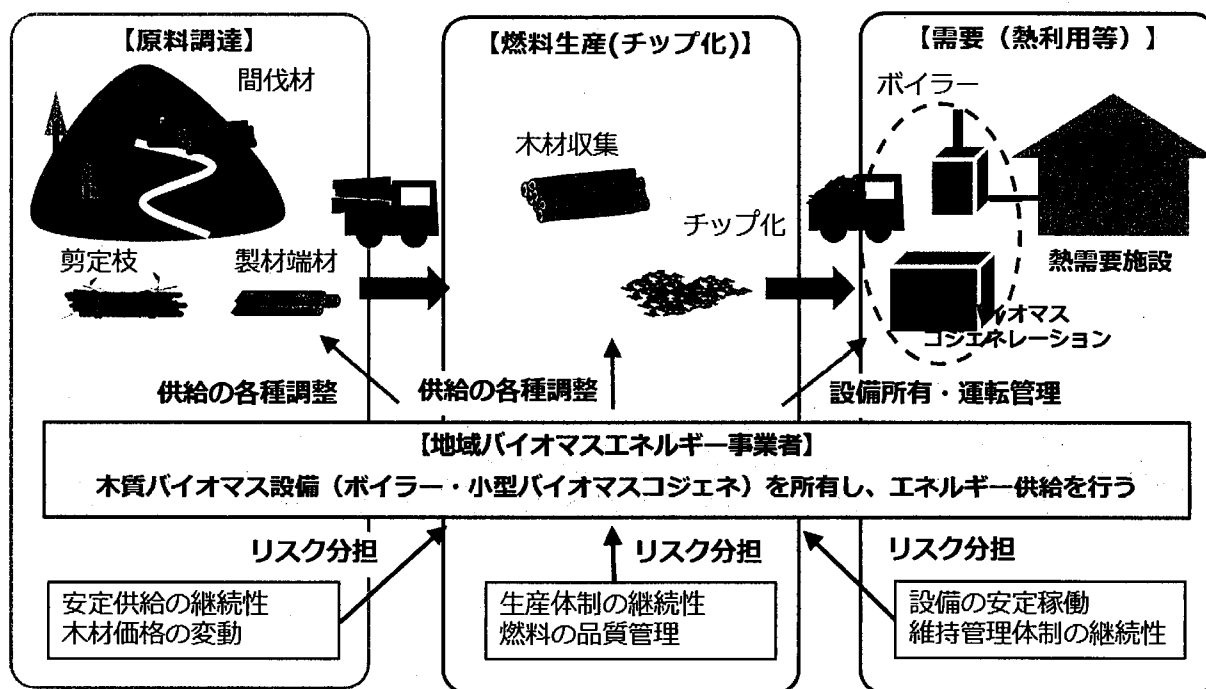 【原料調達】
間伐材
剪定枝
製材端材
【燃料生産(チップ化)】
木材収集
チップ化
【需要（熱利用等）】
ボイラー
熱需要施設
イオマス
コジェネレーション
供給の各種調整
供給の各種調整
設備所有・運転管理
【地域バイオマスエネルギー事業者】
木質バイオマス設備（ボイラー・小型バイオマスコジェネ）を所有し、エネルギー供給を行う
リスク分担
リスク分担
リスク分担
安定供給の継続性
木材価格の変動
生産体制の継続性
燃料の品質管理
設備の安定稼働
維持管理体制の継続性